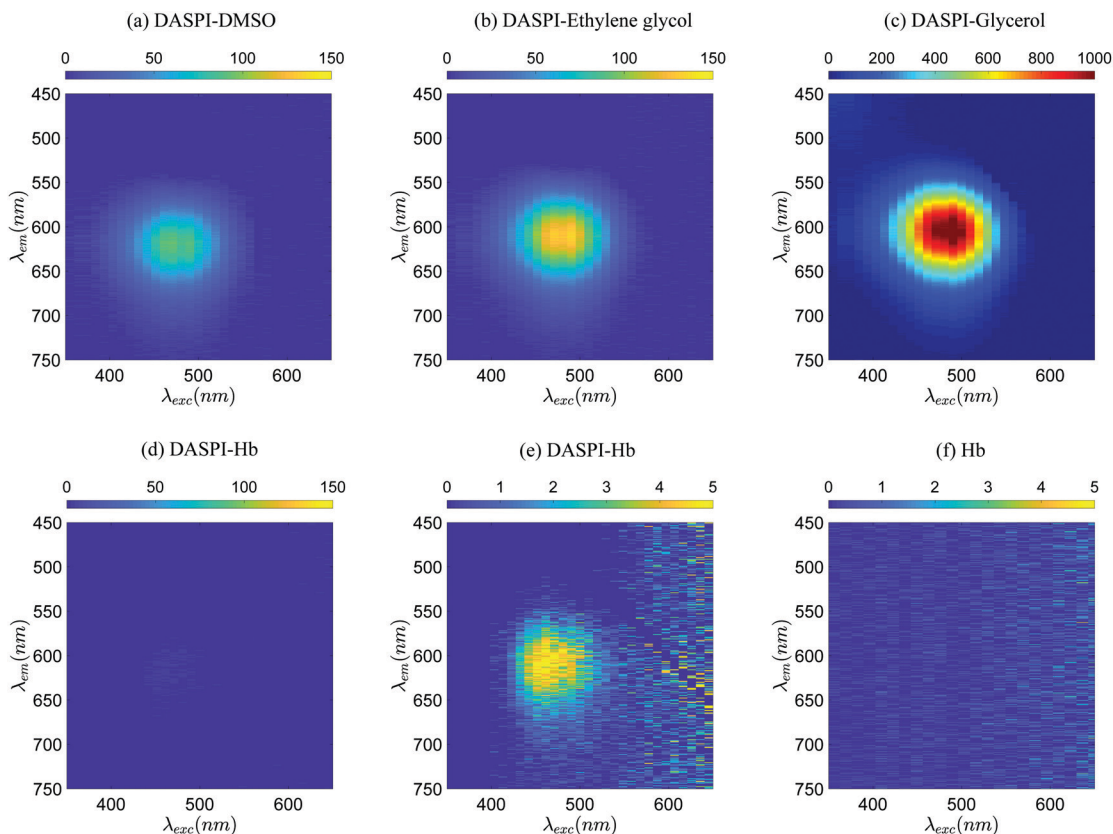 (a) DASPI-DMSO
(b) DASPI-Ethylene glycol
(c) DASPI-Glycerol
0 50 100 150
0 50 100 150
0 200 400 600 800 1000
450
500
550
600
650
700
750
λem(nm)
400 500 600
λexc(nm)
450
500
550
600
650
700
750
λem(nm)
400 500 600
λexc(nm)
450
500
550
600
650
700
750
λem(nm)
400 500 600
λexc(nm)
(d) DASPI-Hb
(e) DASPI-Hb
(f) Hb
0 50 100 150
0 1 2 3 4 5
0 1 2 3 4 5
450
500
550
600
650
700
750
λem(nm)
400 500 600
λexc(nm)
450
500
550
600
650
700
750
λem(nm)
400 500 600
λexc(nm)
450
500
550
600
650
700
750
λem(nm)
400 500 600
λexc(nm)